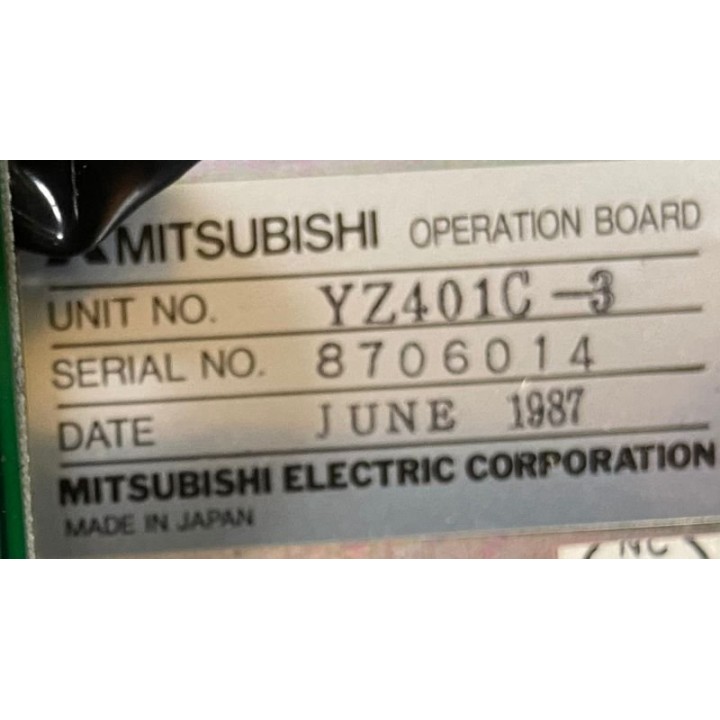 MITSUBISHI OPERATION BOARD
UNIT NO. YZ401C-3
SERIAL NO. 8706014
DATE JUNE 1987
MITSUBISHI ELECTRIC CORPORATION
MADE IN JAPAN
NC